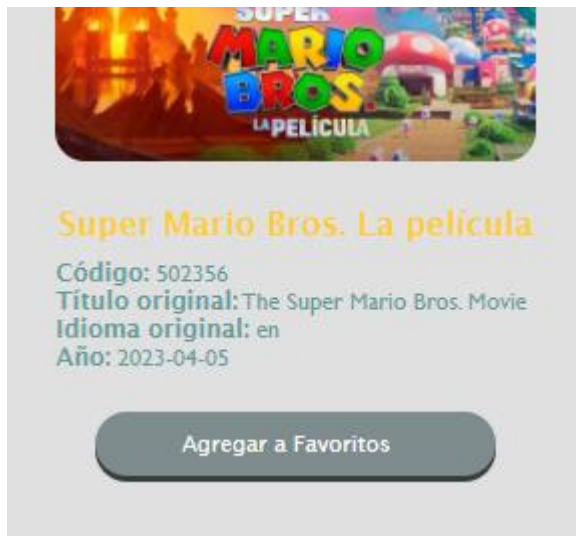 SUPER
MARIO
BROS.
LA PELÍCULA
Super Mario Bros. La película
Código: 502356
Título original: The Super Mario Bros. Movie
Idioma original: en
Año: 2023-04-05
Agregar a Favoritos